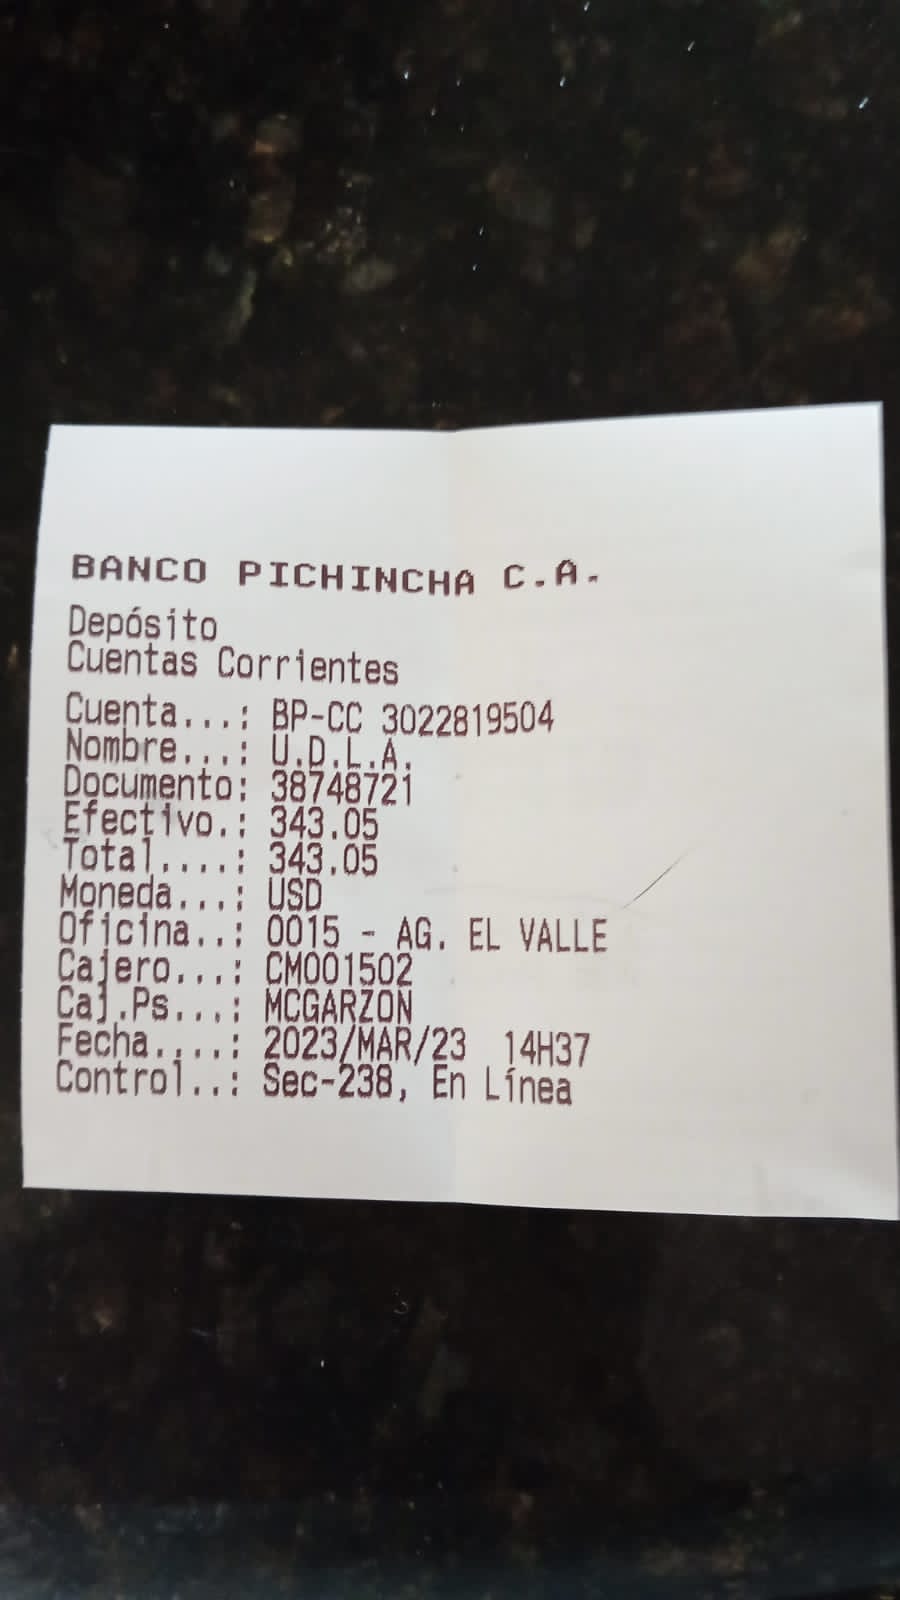 BANCO PICHINCHA C.A.
Depósito
Cuentas Corrientes
Cuenta...: BP-CC 3022819504
Nombre...: U.D.L.A.
Documento: 38748721
Efectivo.: 343.05
Total....: 343.05
Moneda...: USD
Oficina..: 0015 - AG. EL VALLE
Cajero...: CM001502
Caj.Ps...: MCGARZON
Fecha....: 2023/MAR/23 14H37
Control..: Sec-238, En Línea